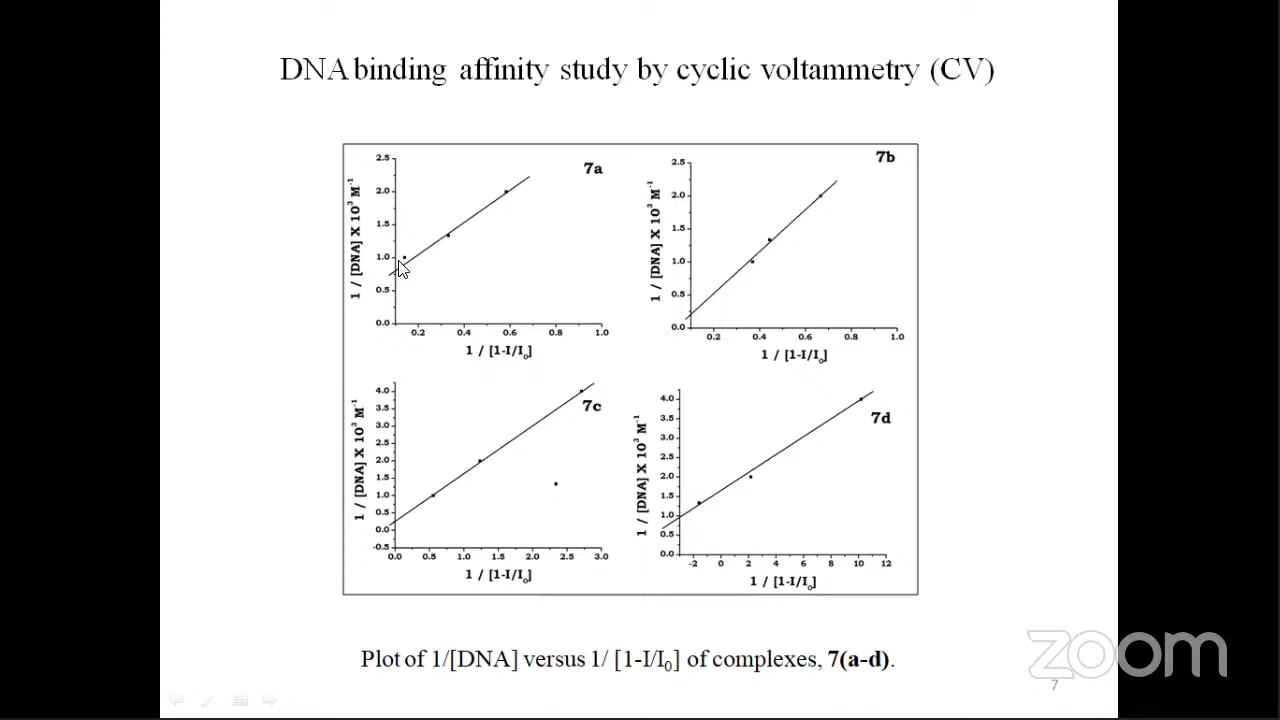 DNA binding affinity study by cyclic voltammetry (CV)
7a
2.5
2.0
1.5
1.0
0.5
0.0
1 / [DNA] X 10³ M⁻¹
0.2 0.4 0.6 0.8 1.0
1 / [1-I/I₀]
7b
2.5
2.0
1.5
1.0
0.5
0.0
1 / [DNA] X 10³ M⁻¹
0.2 0.4 0.6 0.8 1.0
1 / [1-I/I₀]
7c
4.0
3.5
3.0
2.5
2.0
1.5
1.0
0.5
0.0
-0.5
1 / [DNA] X 10³ M⁻¹
0.0 0.5 1.0 1.5 2.0 2.5 3.0
1 / [1-I/I₀]
7d
4.0
3.5
3.0
2.5
2.0
1.5
1.0
0.5
0.0
1 / [DNA] X 10³ M⁻¹
-2 0 2 4 6 8 10 12
1 / [1-I/I₀]
Plot of 1/[DNA] versus 1/ [1-I/I₀] of complexes, 7(a-d).
zoom
7